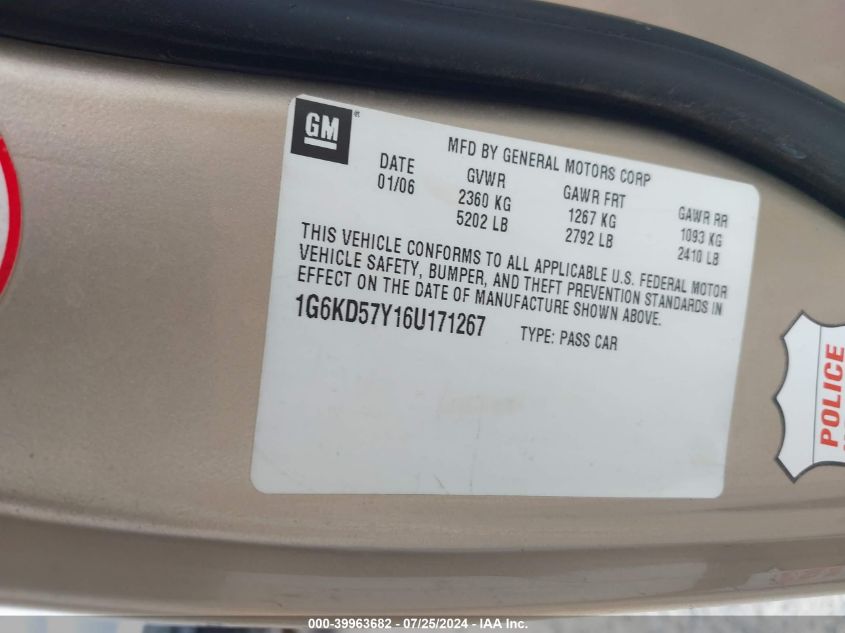 GM
MFD BY GENERAL MOTORS CORP
DATE GVWR GAWR FRT GAWR RR
01/06 2360 KG 1267 KG 1093 KG
5202 LB 2792 LB 2410 LB
THIS VEHICLE CONFORMS TO ALL APPLICABLE U.S. FEDERAL MOTOR
VEHICLE SAFETY, BUMPER, AND THEFT PREVENTION STANDARDS IN
EFFECT ON THE DATE OF MANUFACTURE SHOWN ABOVE.
1G6KD57Y16U171267 TYPE: PASS CAR
POLICE
000-39963682 - 07/25/2024 - IAA Inc.